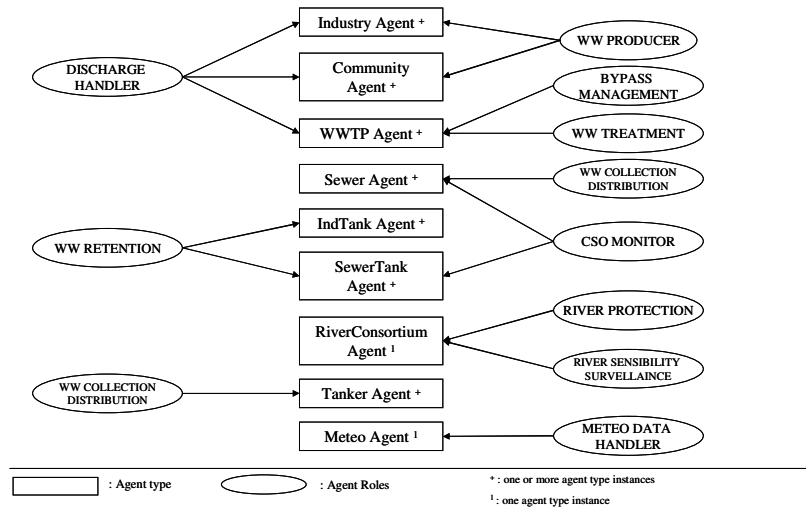 Industry Agent ⁺
WW PRODUCER
DISCHARGE
HANDLER
Community
Agent ⁺
BYPASS
MANAGEMENT
WWTP Agent ⁺
WW TREATMENT
Sewer Agent ⁺
WW COLLECTION
DISTRIBUTION
IndTank Agent ⁺
WW RETENTION
CSO MONITOR
SewerTank
Agent ⁺
RIVER PROTECTION
RiverConsortium
Agent ¹
RIVER SENSIBILITY
SURVELLAINCE
WW COLLECTION
DISTRIBUTION
Tanker Agent ⁺
Meteo Agent ¹
METEO DATA
HANDLER
: Agent type
: Agent Roles
⁺ : one or more agent type instances
¹ : one agent type instance